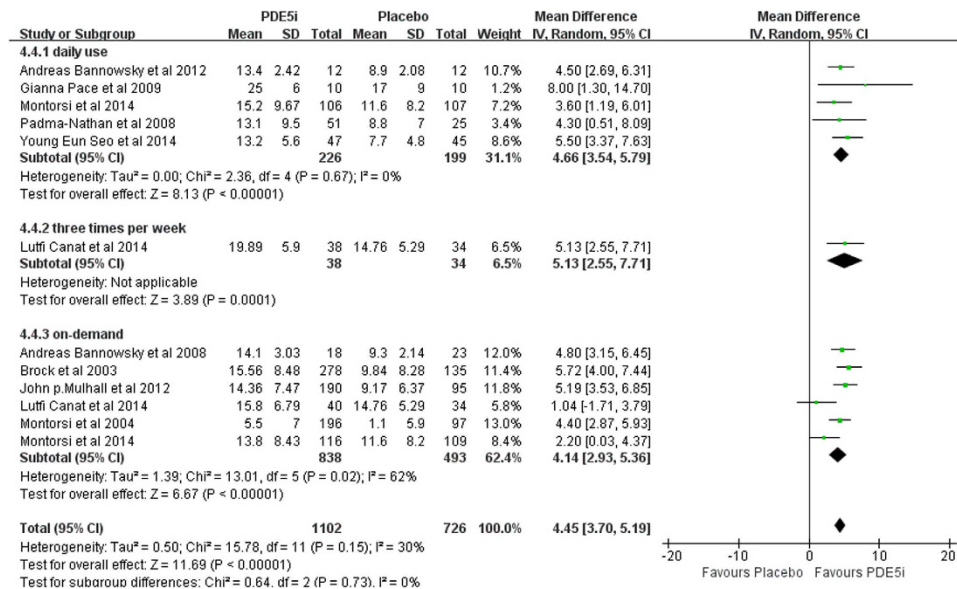 PDE5i Placebo Mean Difference Mean Difference
Study or Subgroup Mean SD Total Mean SD Total Weight IV, Random, 95% CI IV, Random, 95% CI
4.4.1 daily use
Andreas Bannowsky et al 2012 13.4 2.42 12 8.9 2.08 12 10.7% 4.50 [2.69, 6.31]
Gianna Pace et al 2009 25 6 10 17 9 10 1.2% 8.00 [1.30, 14.70]
Montorsi et al 2014 15.2 9.67 106 11.6 8.2 107 7.2% 3.60 [1.19, 6.01]
Padma-Nathan et al 2008 13.1 9.5 51 8.8 7 25 3.4% 4.30 [0.51, 8.09]
Young Eun Seo et al 2014 13.2 5.6 47 7.7 4.8 45 8.6% 5.50 [3.37, 7.63]
Subtotal (95% CI) 226 199 31.1% 4.66 [3.54, 5.79]
Heterogeneity: Tau² = 0.00; Chi² = 2.36, df = 4 (P = 0.67); I² = 0%
Test for overall effect: Z = 8.13 (P < 0.00001)
4.4.2 three times per week
Lutfi Canat et al 2014 19.89 5.9 38 14.76 5.29 34 6.5% 5.13 [2.55, 7.71]
Subtotal (95% CI) 38 34 6.5% 5.13 [2.55, 7.71]
Heterogeneity: Not applicable
Test for overall effect: Z = 3.89 (P = 0.0001)
4.4.3 on-demand
Andreas Bannowsky et al 2008 14.1 3.03 18 9.3 2.14 23 12.0% 4.80 [3.15, 6.45]
Brock et al 2003 15.56 8.48 278 9.84 8.28 135 11.4% 5.72 [4.00, 7.44]
John p.Mulhall et al 2012 14.36 7.47 190 9.17 6.37 95 11.8% 5.19 [3.53, 6.85]
Lutfi Canat et al 2014 15.8 6.79 40 14.76 5.29 34 5.8% 1.04 [-1.71, 3.79]
Montorsi et al 2004 5.5 7 196 1.1 5.9 97 13.0% 4.40 [2.87, 5.93]
Montorsi et al 2014 13.8 8.43 116 11.6 8.2 109 8.4% 2.20 [0.03, 4.37]
Subtotal (95% CI) 838 493 62.4% 4.14 [2.93, 5.36]
Heterogeneity: Tau² = 1.39; Chi² = 13.01, df = 5 (P = 0.02); I² = 62%
Test for overall effect: Z = 6.67 (P < 0.00001)
Total (95% CI) 1102 726 100.0% 4.45 [3.70, 5.19]
Heterogeneity: Tau² = 0.50; Chi² = 15.78, df = 11 (P = 0.15); I² = 30%
Test for overall effect: Z = 11.69 (P < 0.00001)
Test for subgroup differences: Chi² = 0.64, df = 2 (P = 0.73), I² = 0%
-20 -10 0 10 20
Favours Placebo Favours PDE5i